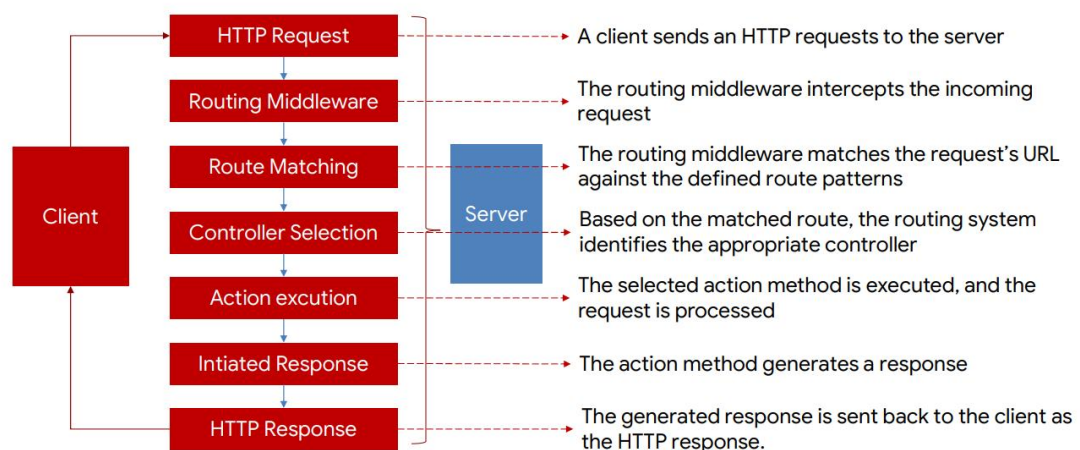 HTTP Request
A client sends an HTTP requests to the server
Routing Middleware
The routing middleware intercepts the incoming
request
Route Matching
The routing middleware matches the request's URL
against the defined route patterns
Client
Server
Controller Selection
Based on the matched route, the routing system
identifies the appropriate controller
Action excution
The selected action method is executed, and the
request is processed
Intiated Response
The action method generates a response
HTTP Response
The generated response is sent back to the client as
the HTTP response.